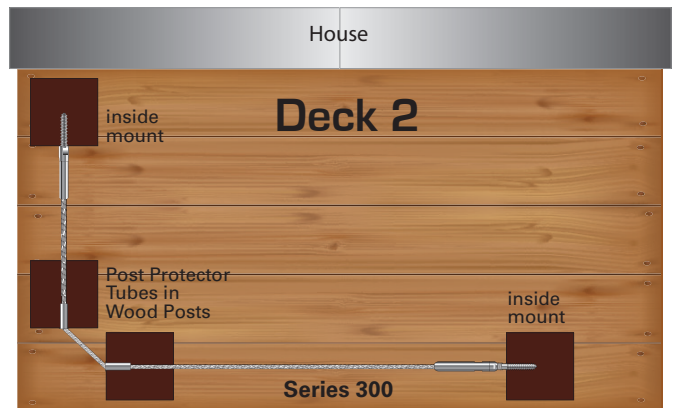 House
Deck 2
inside
mount
Post Protector
Tubes in
Wood Posts
inside
mount
Series 300